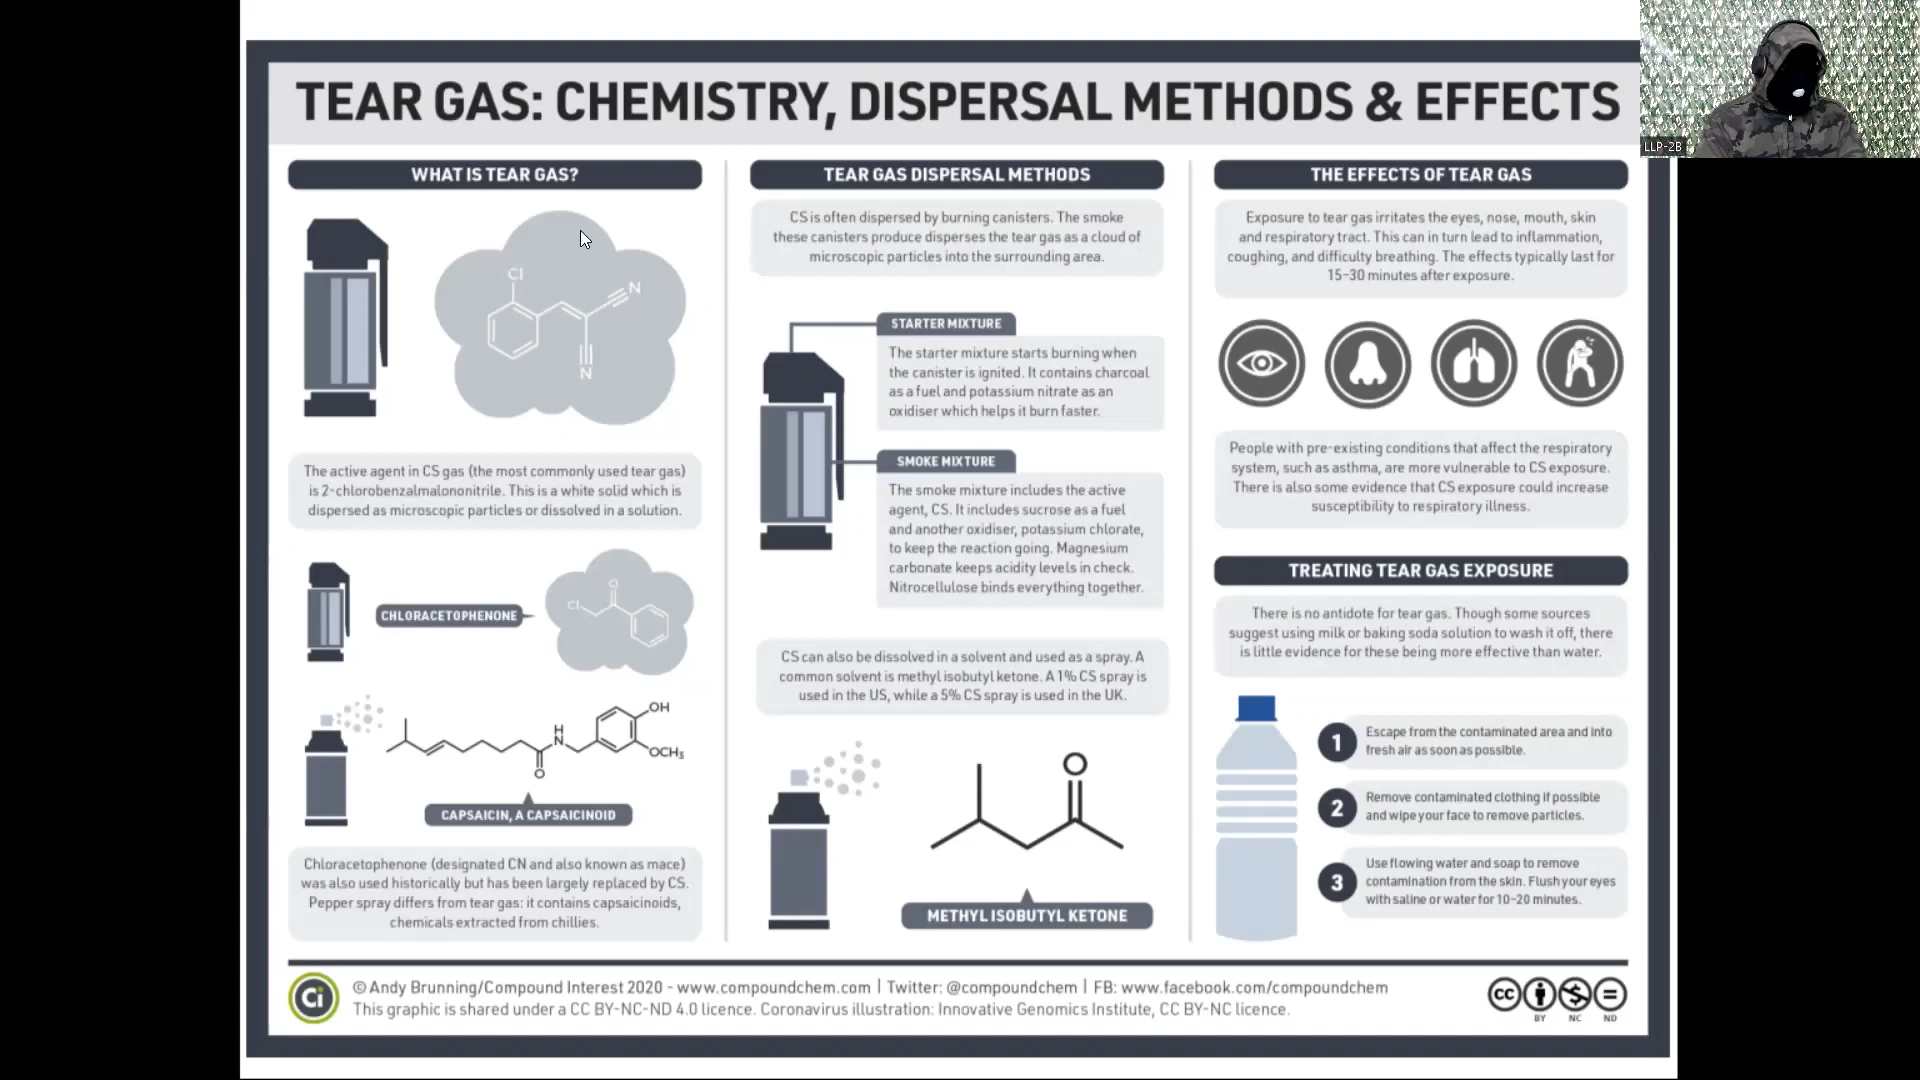 TEAR GAS: CHEMISTRY, DISPERSAL METHODS & EFFECTS
LLP-2B
WHAT IS TEAR GAS?
Cl
N
N
The active agent in CS gas (the most commonly used tear gas)
is 2-chlorobenzalmalononitrile. This is a white solid which is
dispersed as microscopic particles or dissolved in a solution.
CHLORACETOPHENONE
O
Cl
OH
H
N
OCH3
O
CAPSAICIN, A CAPSAICINOID
Chloracetophenone (designated CN and also known as mace)
was also used historically but has been largely replaced by CS.
Pepper spray differs from tear gas: it contains capsaicinoids,
chemicals extracted from chillies.
TEAR GAS DISPERSAL METHODS
CS is often dispersed by burning canisters. The smoke
these canisters produce disperses the tear gas as a cloud of
microscopic particles into the surrounding area.
STARTER MIXTURE
The starter mixture starts burning when
the canister is ignited. It contains charcoal
as a fuel and potassium nitrate as an
oxidiser which helps it burn faster.
SMOKE MIXTURE
The smoke mixture includes the active
agent, CS. It includes sucrose as a fuel
and another oxidiser, potassium chlorate,
to keep the reaction going. Magnesium
carbonate keeps acidity levels in check.
Nitrocellulose binds everything together.
CS can also be dissolved in a solvent and used as a spray. A
common solvent is methyl isobutyl ketone. A 1% CS spray is
used in the US, while a 5% CS spray is used in the UK.
O
METHYL ISOBUTYL KETONE
THE EFFECTS OF TEAR GAS
Exposure to tear gas irritates the eyes, nose, mouth, skin
and respiratory tract. This can in turn lead to inflammation,
coughing, and difficulty breathing. The effects typically last for
15–30 minutes after exposure.
People with pre-existing conditions that affect the respiratory
system, such as asthma, are more vulnerable to CS exposure.
There is also some evidence that CS exposure could increase
susceptibility to respiratory illness.
TREATING TEAR GAS EXPOSURE
There is no antidote for tear gas. Though some sources
suggest using milk or baking soda solution to wash it off, there
is little evidence for these being more effective than water.
1
Escape from the contaminated area and into
fresh air as soon as possible.
2
Remove contaminated clothing if possible
and wipe your face to remove particles.
3
Use flowing water and soap to remove
contamination from the skin. Flush your eyes
with saline or water for 10–20 minutes.
Ci
© Andy Brunning/Compound Interest 2020 - www.compoundchem.com | Twitter: @compoundchem | FB: www.facebook.com/compoundchem
This graphic is shared under a CC BY-NC-ND 4.0 licence. Coronavirus illustration: Innovative Genomics Institute, CC BY-NC licence.
CC
BY NC ND